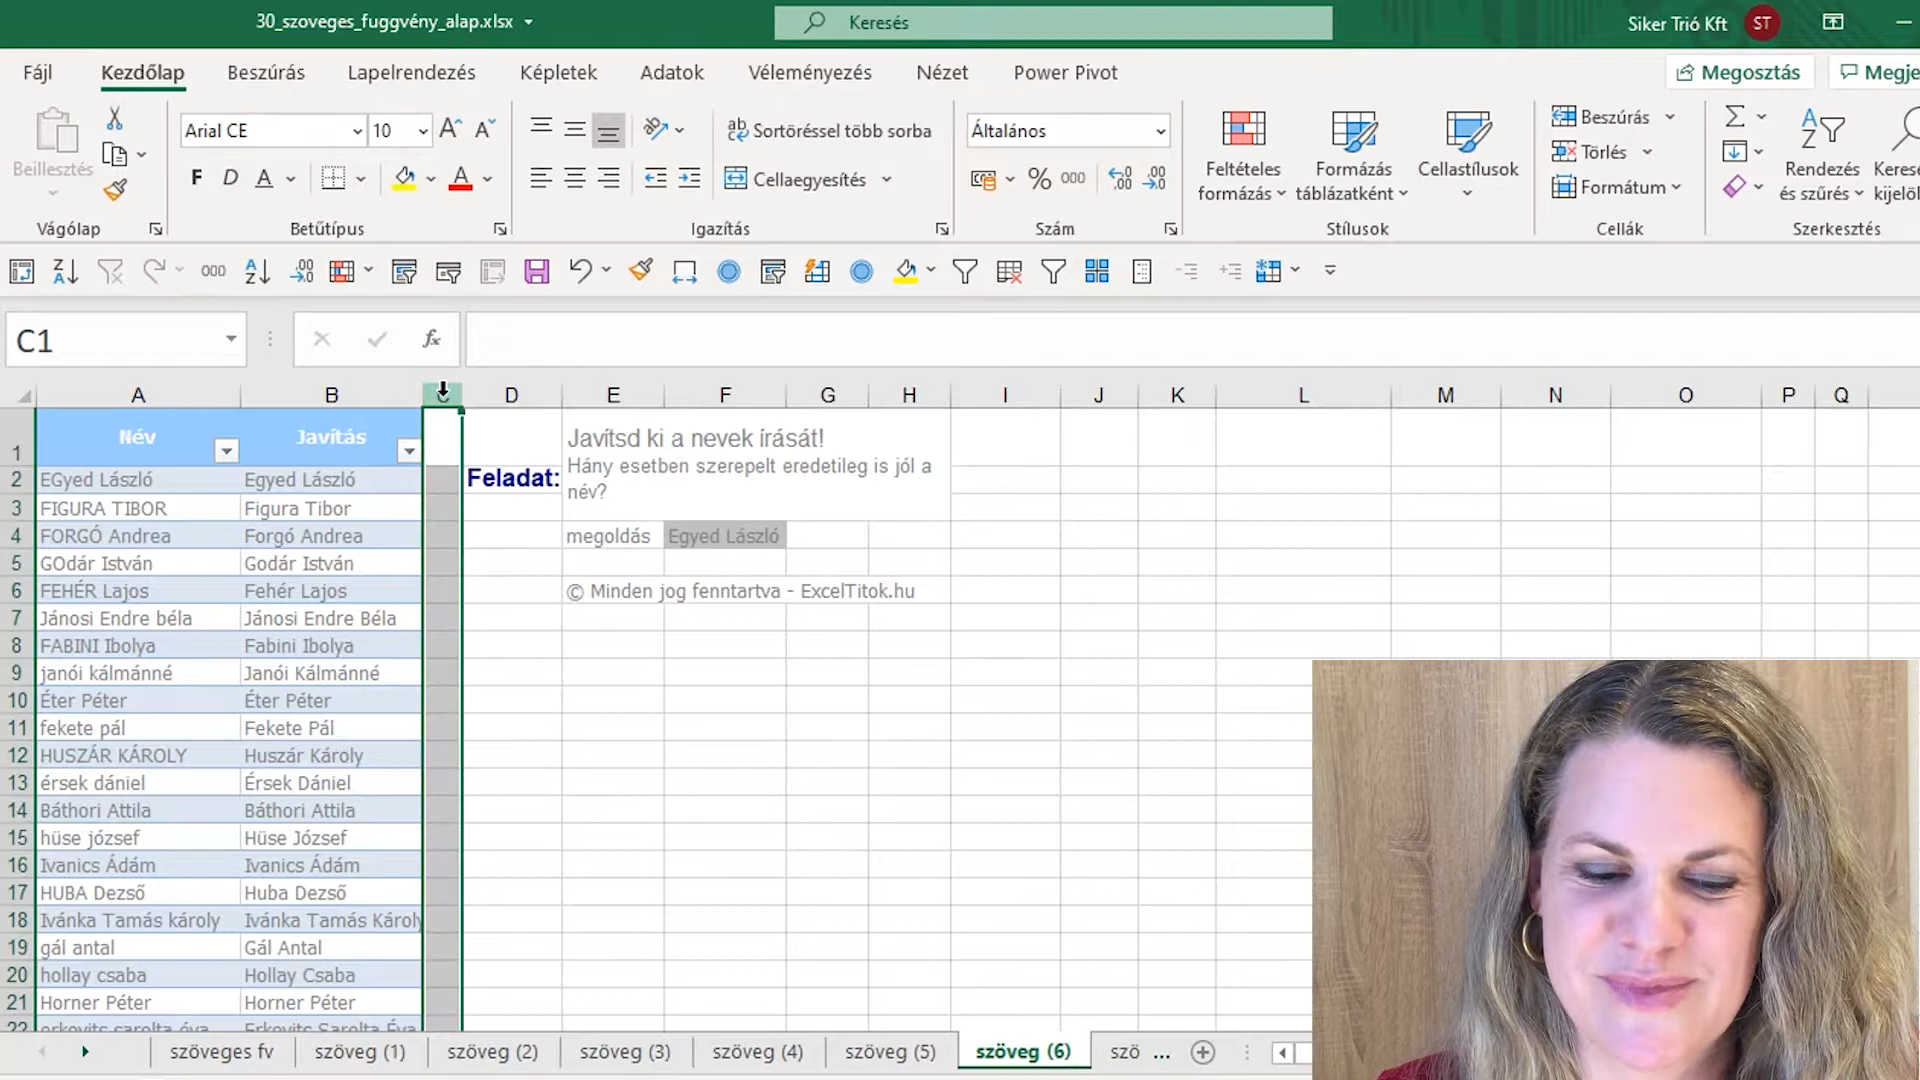 30_szoveges_fuggvény_alap.xlsx
Keresés
Siker Trió Kft ST
Fájl Kezdőlap Beszúrás Lapelrendezés Képletek Adatok Véleményezés Nézet Power Pivot Megosztás Megje
Beillesztés
Arial CE 10
F D A
Sortöréssel több sorba
Cellaegyesítés
Általános
% 000
Feltételes formázás
Formázás táblázatként
Cellastílusok
Beszúrás
Törlés
Formátum
Rendezés és szűrés
Keresé
kijelöl
Vágólap Betűtípus Igazítás Szám Stílusok Cellák Szerkesztés
C1 fx
A B C D E F G H I J K L M N O P Q
1 Név Javítás Javítsd ki a nevek írását!
Hány esetben szerepelt eredetileg is jól a
név?
2 EGyed László Egyed László Feladat:
3 FIGURA TIBOR Figura Tibor
4 FORGÓ Andrea Forgó Andrea megoldás Egyed László
5 GOdár István Godár István
6 FEHÉR Lajos Fehér Lajos © Minden jog fenntartva - ExcelTitok.hu
7 Jánosi Endre béla Jánosi Endre Béla
8 FABINI Ibolya Fabini Ibolya
9 janói kálmánné Janói Kálmánné
10 Éter Péter Éter Péter
11 fekete pál Fekete Pál
12 HUSZÁR KÁROLY Huszár Károly
13 érsek dániel Érsek Dániel
14 Báthori Attila Báthori Attila
15 hüse józsef Hüse József
16 Ivanics Ádám Ivanics Ádám
17 HUBA Dezső Huba Dezső
18 Ivánka Tamás károly Ivánka Tamás Károly
19 gál antal Gál Antal
20 hollay csaba Hollay Csaba
21 Horner Péter Horner Péter
22 erkovits sarolta éva Erkovits Sarolta Éva
szöveges fv szöveg (1) szöveg (2) szöveg (3) szöveg (4) szöveg (5) szöveg (6) szö ...